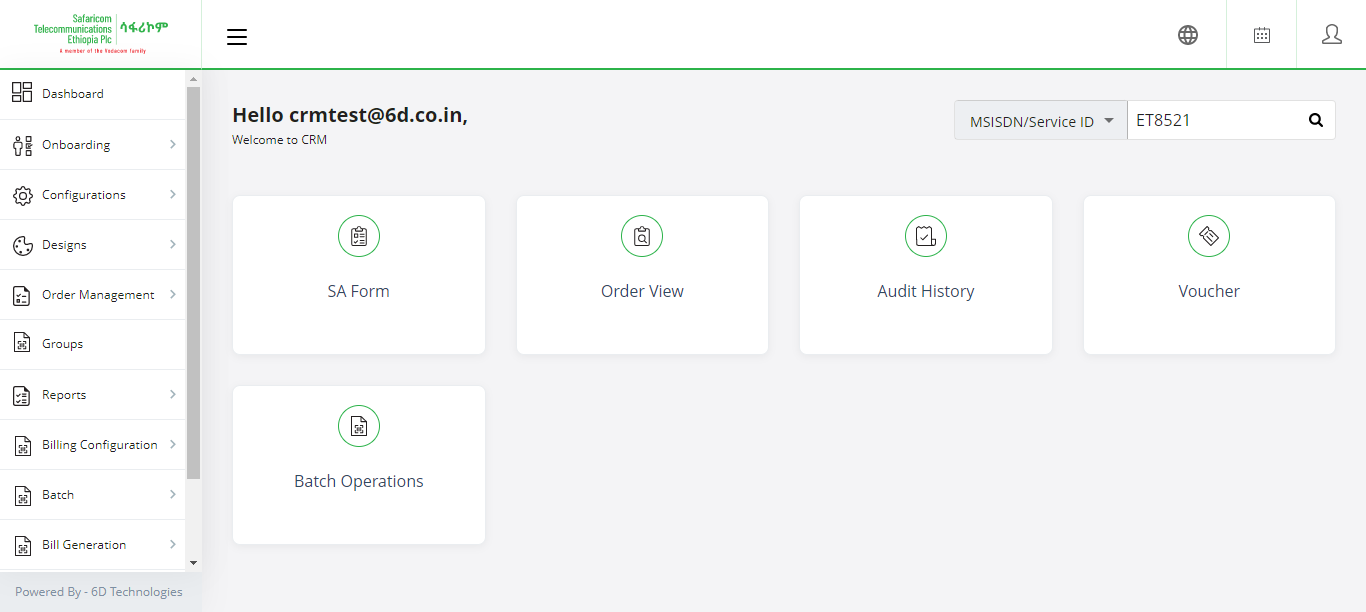 Safaricom
Telecommunications
Ethiopia Plc
ሳፋሪኮም
A member of the Vodacom family
Hello crmtest@6d.co.in,
Welcome to CRM
MSISDN/Service ID
ET8521
Dashboard
Onboarding
Configurations
Designs
Order Management
Groups
Reports
Billing Configuration
Batch
Bill Generation
Powered By - 6D Technologies
SA Form
Order View
Audit History
Voucher
Batch Operations